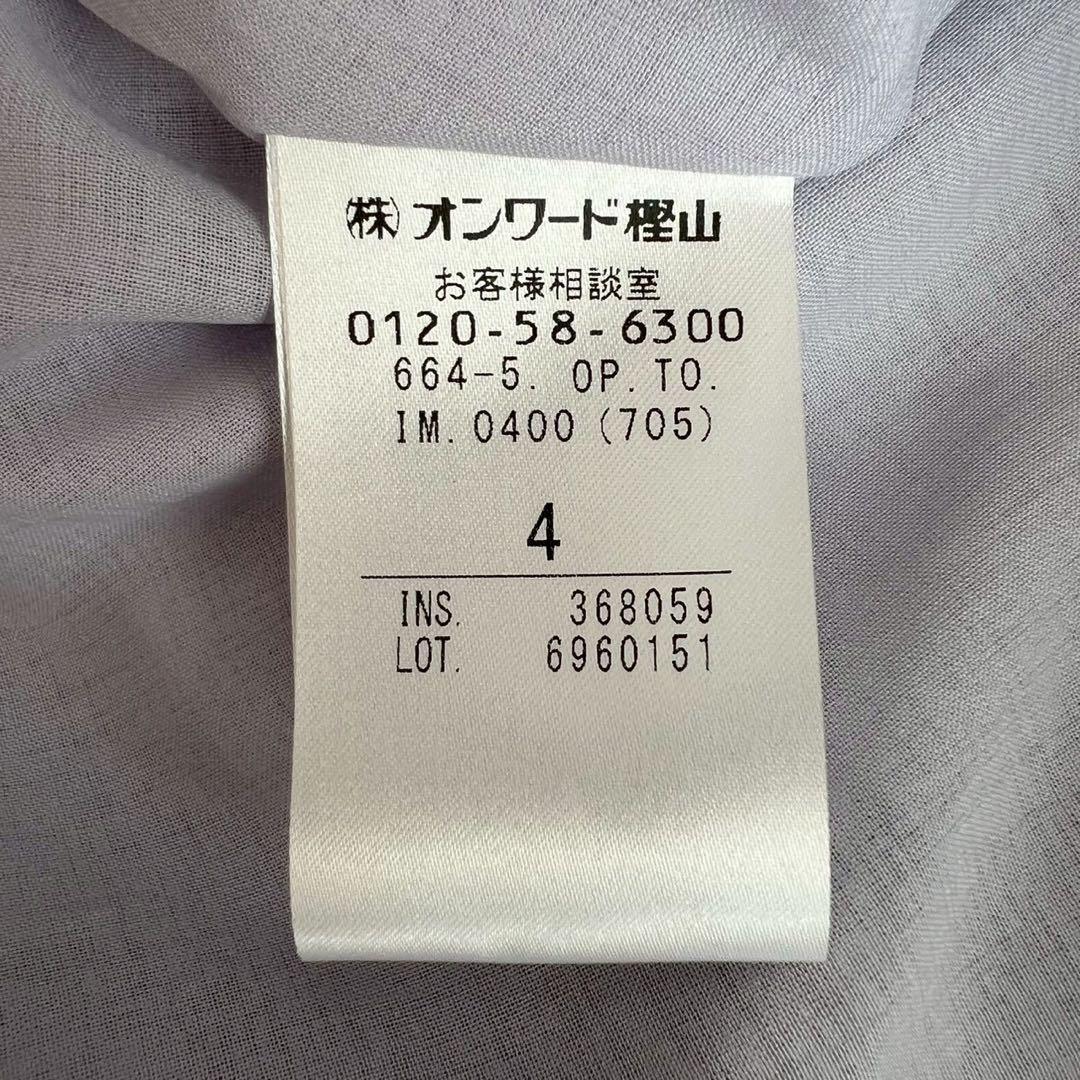 ㈱オンワード樫山
お客様相談室
0120-58-6300
664-5. OP.TO.
IM.0400(705)
4
INS. 368059
LOT. 6960151